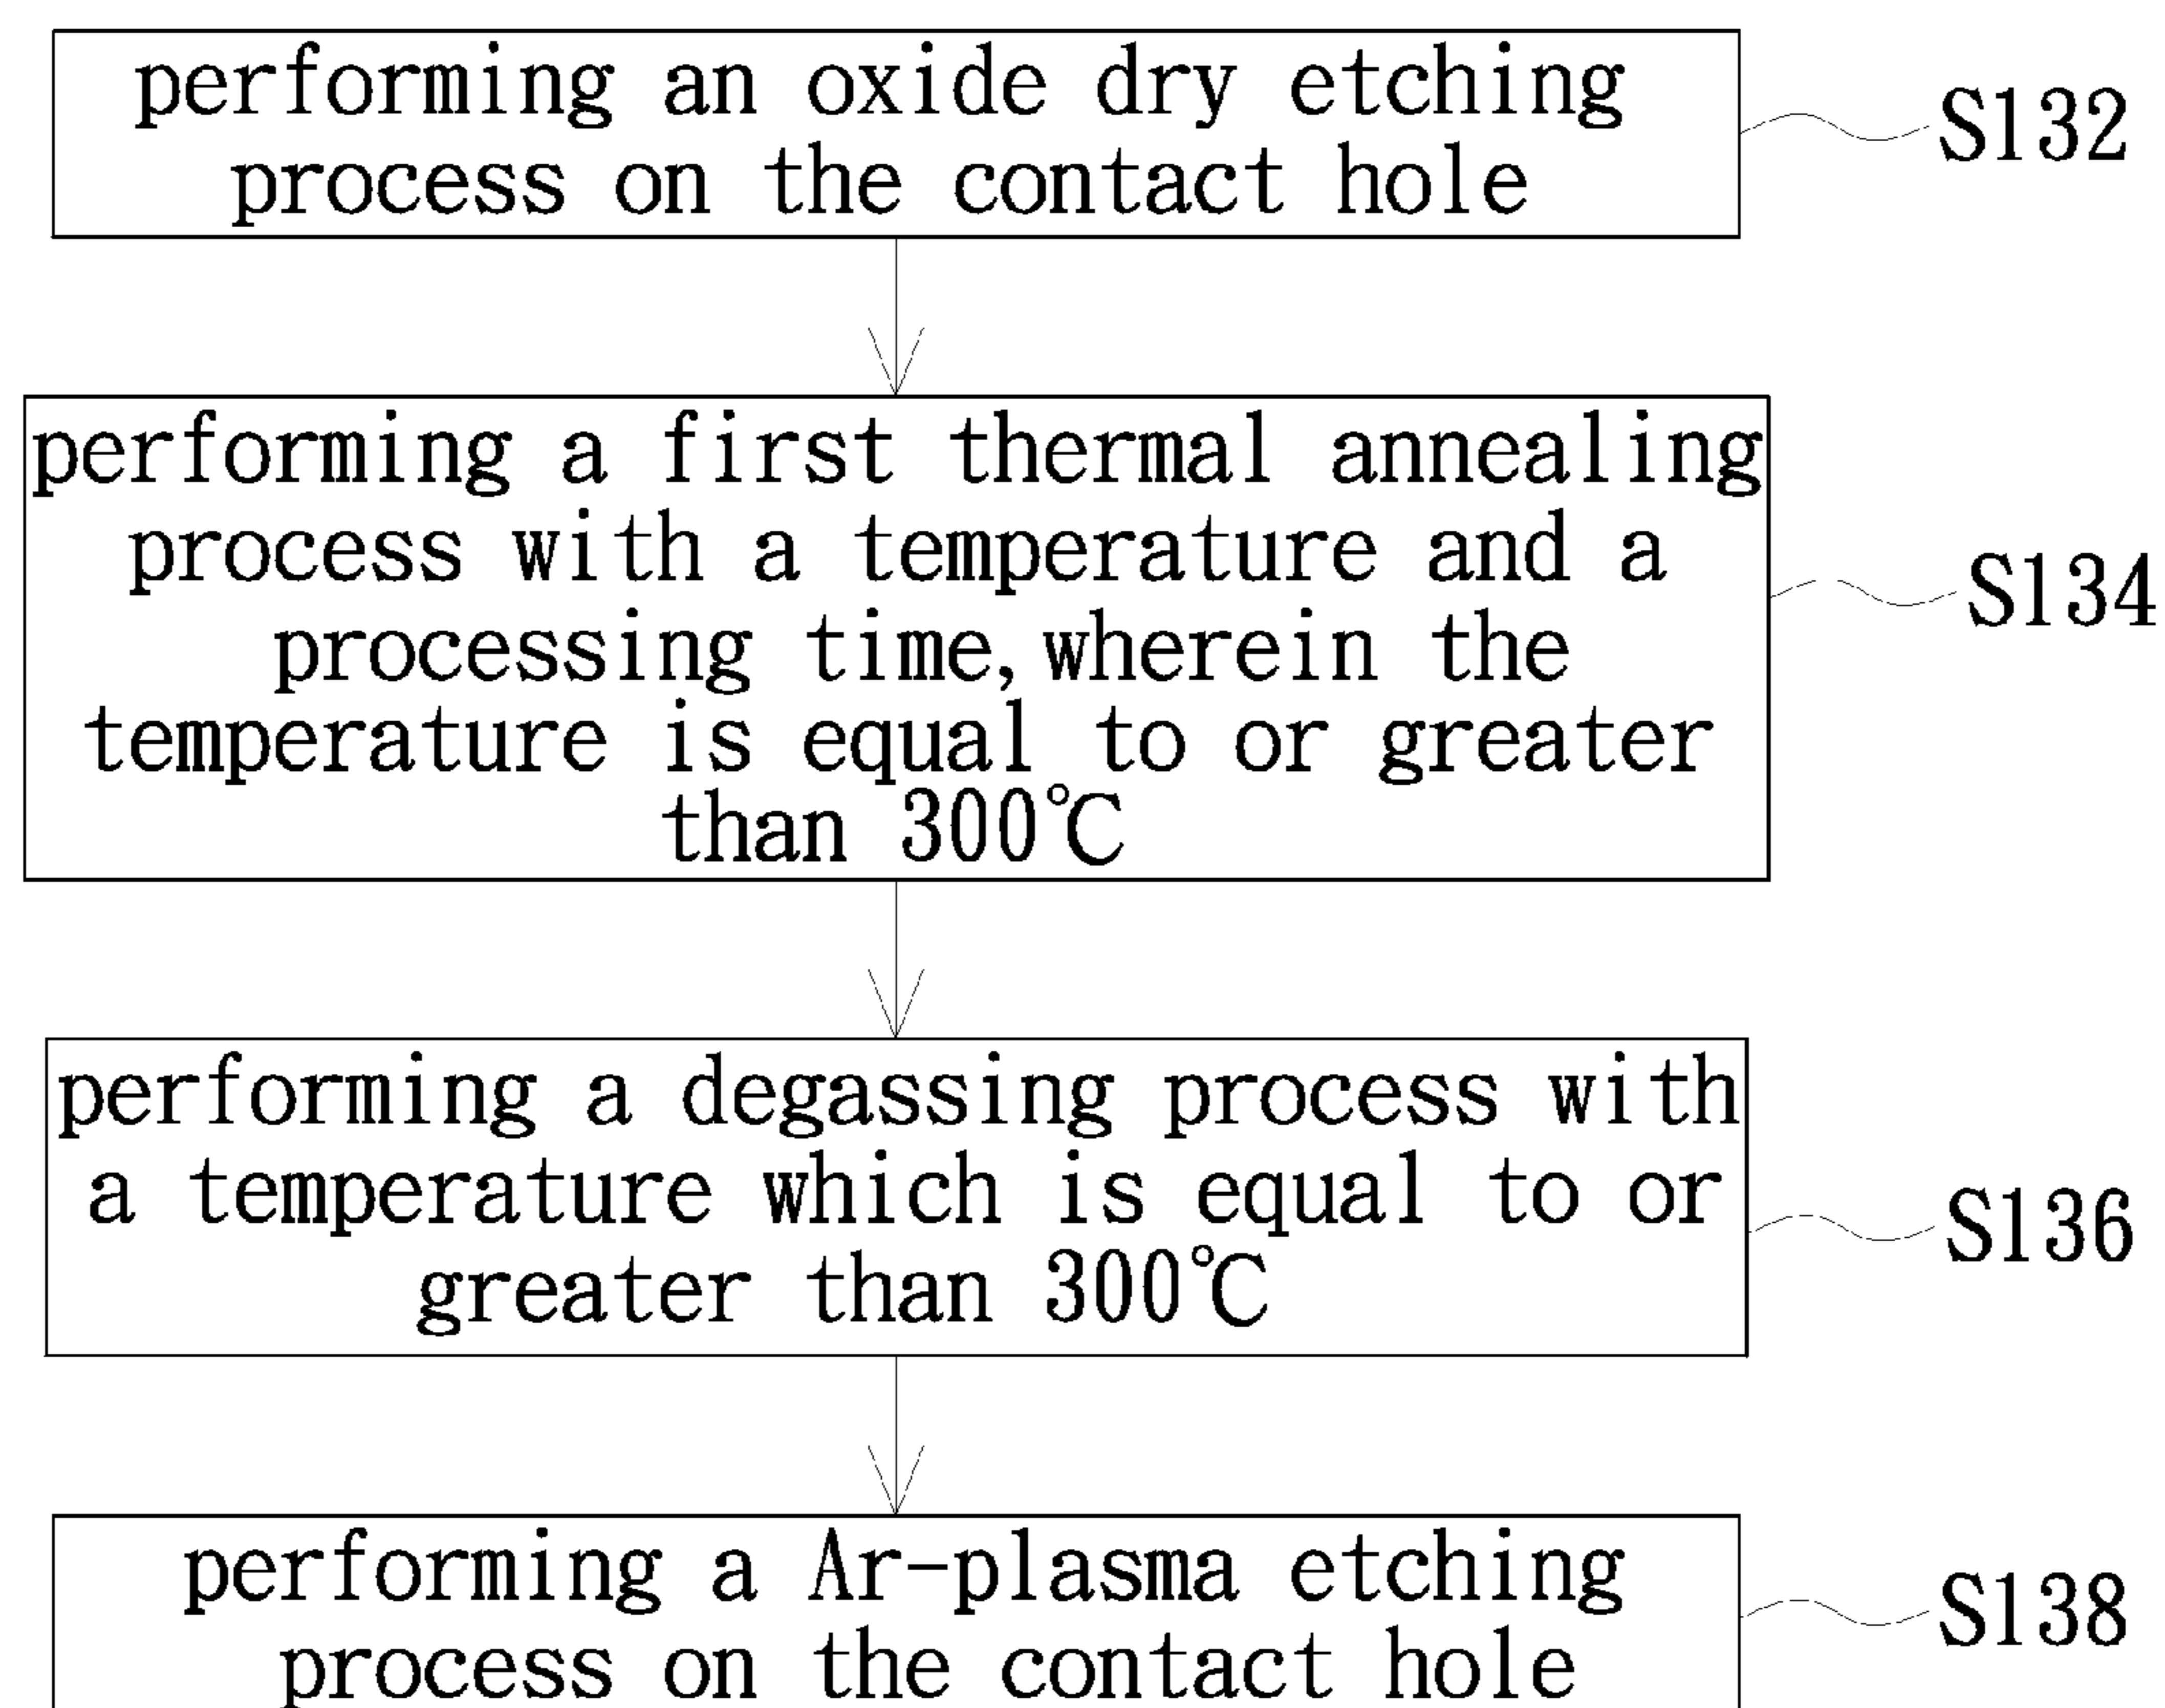 performing an oxide dry etching
process on the contact hole
S132
performing a first thermal annealing
process with a temperature and a
processing time, wherein the
temperature is equal to or greater
than 300℃
S134
performing a degassing process with
a temperature which is equal to or
greater than 300℃
S136
performing a Ar-plasma etching
process on the contact hole
S138